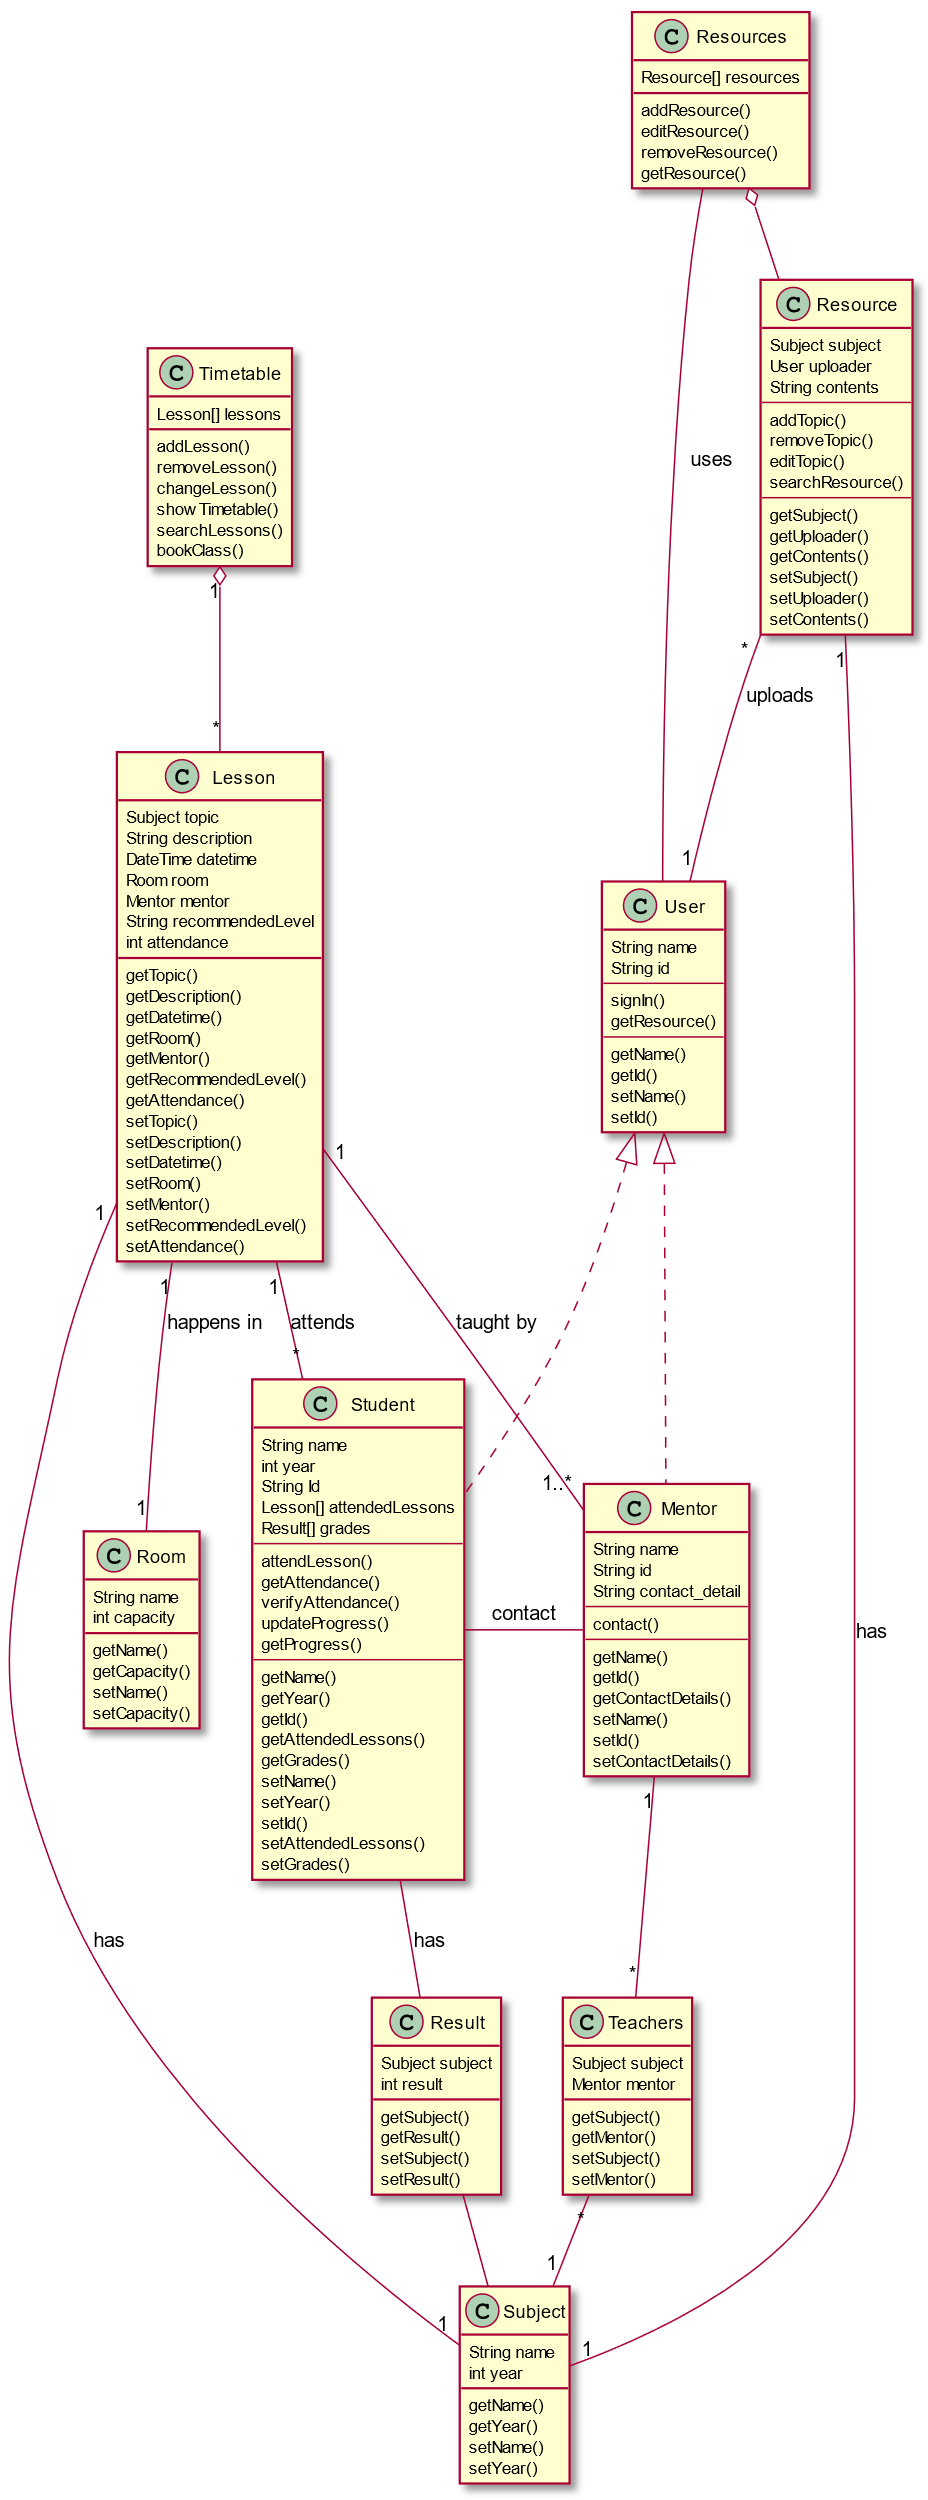 C Resources
Resource[] resources
addResource()
editResource()
removeResource()
getResource()
C Resource
Subject subject
User uploader
String contents
addTopic()
removeTopic()
editTopic()
searchResource()
getSubject()
getUploader()
getContents()
setSubject()
setUploader()
setContents()
C Timetable
Lesson[] lessons
addLesson()
removeLesson()
changeLesson()
show Timetable()
searchLessons()
bookClass()
uses
1
*
*
uploads
1
1
C Lesson
Subject topic
String description
DateTime datetime
Room room
Mentor mentor
String recommendedLevel
int attendance
getTopic()
getDescription()
getDatetime()
getRoom()
getMentor()
getRecommendedLevel()
getAttendance()
setTopic()
setDescription()
setDatetime()
setRoom()
setMentor()
setRecommendedLevel()
setAttendance()
C User
String name
String id
signIn()
getResource()
getName()
getId()
setName()
setId()
1
1
1
1
happens in
attends
taught by
*
1
1..*
C Student
String name
int year
String Id
Lesson[] attendedLessons
Result[] grades
attendLesson()
getAttendance()
verifyAttendance()
updateProgress()
getProgress()
getName()
getYear()
getId()
getAttendedLessons()
getGrades()
setName()
setYear()
setId()
setAttendedLessons()
setGrades()
C Mentor
String name
String id
String contact_detail
contact()
getName()
getId()
getContactDetails()
setName()
setId()
setContactDetails()
C Room
String name
int capacity
getName()
getCapacity()
setName()
setCapacity()
contact
has
1
has
has
*
C Result
Subject subject
int result
getSubject()
getResult()
setSubject()
setResult()
C Teachers
Subject subject
Mentor mentor
getSubject()
getMentor()
setSubject()
setMentor()
*
1
1
1
C Subject
String name
int year
getName()
getYear()
setName()
setYear()